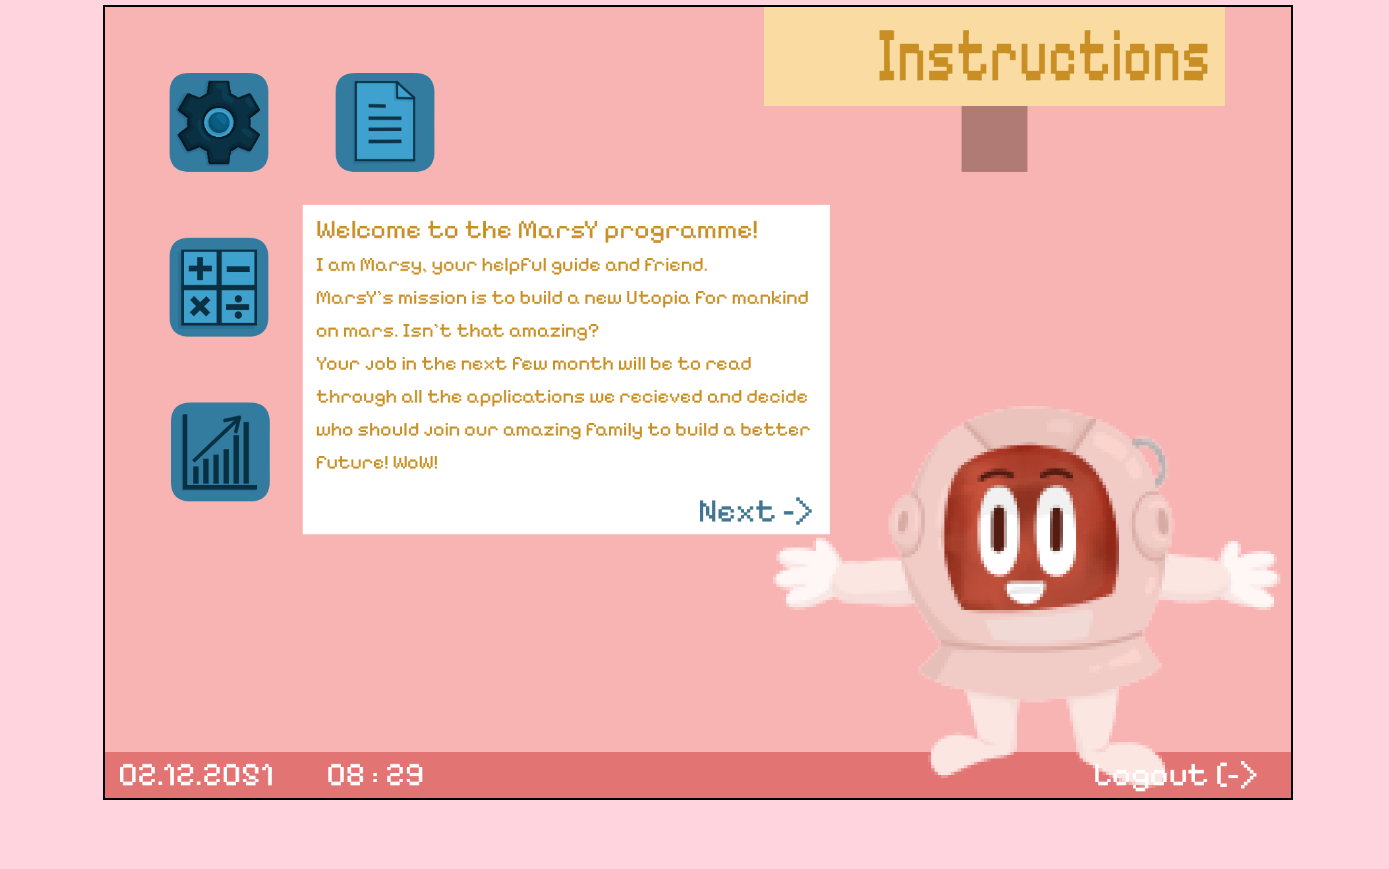 Instructions
Welcome to the MarsY programme!
I am Marsy, your helpful guide and friend.
MarsY's mission is to build a new Utopia for mankind
on mars. Isn't that amazing?
Your Job in the next few month will be to read
through all the applications we recieved and decide
who should Join our amazing family to build a better
future! WoW!
Next ->
02.12.2091
08:29
Logout (->